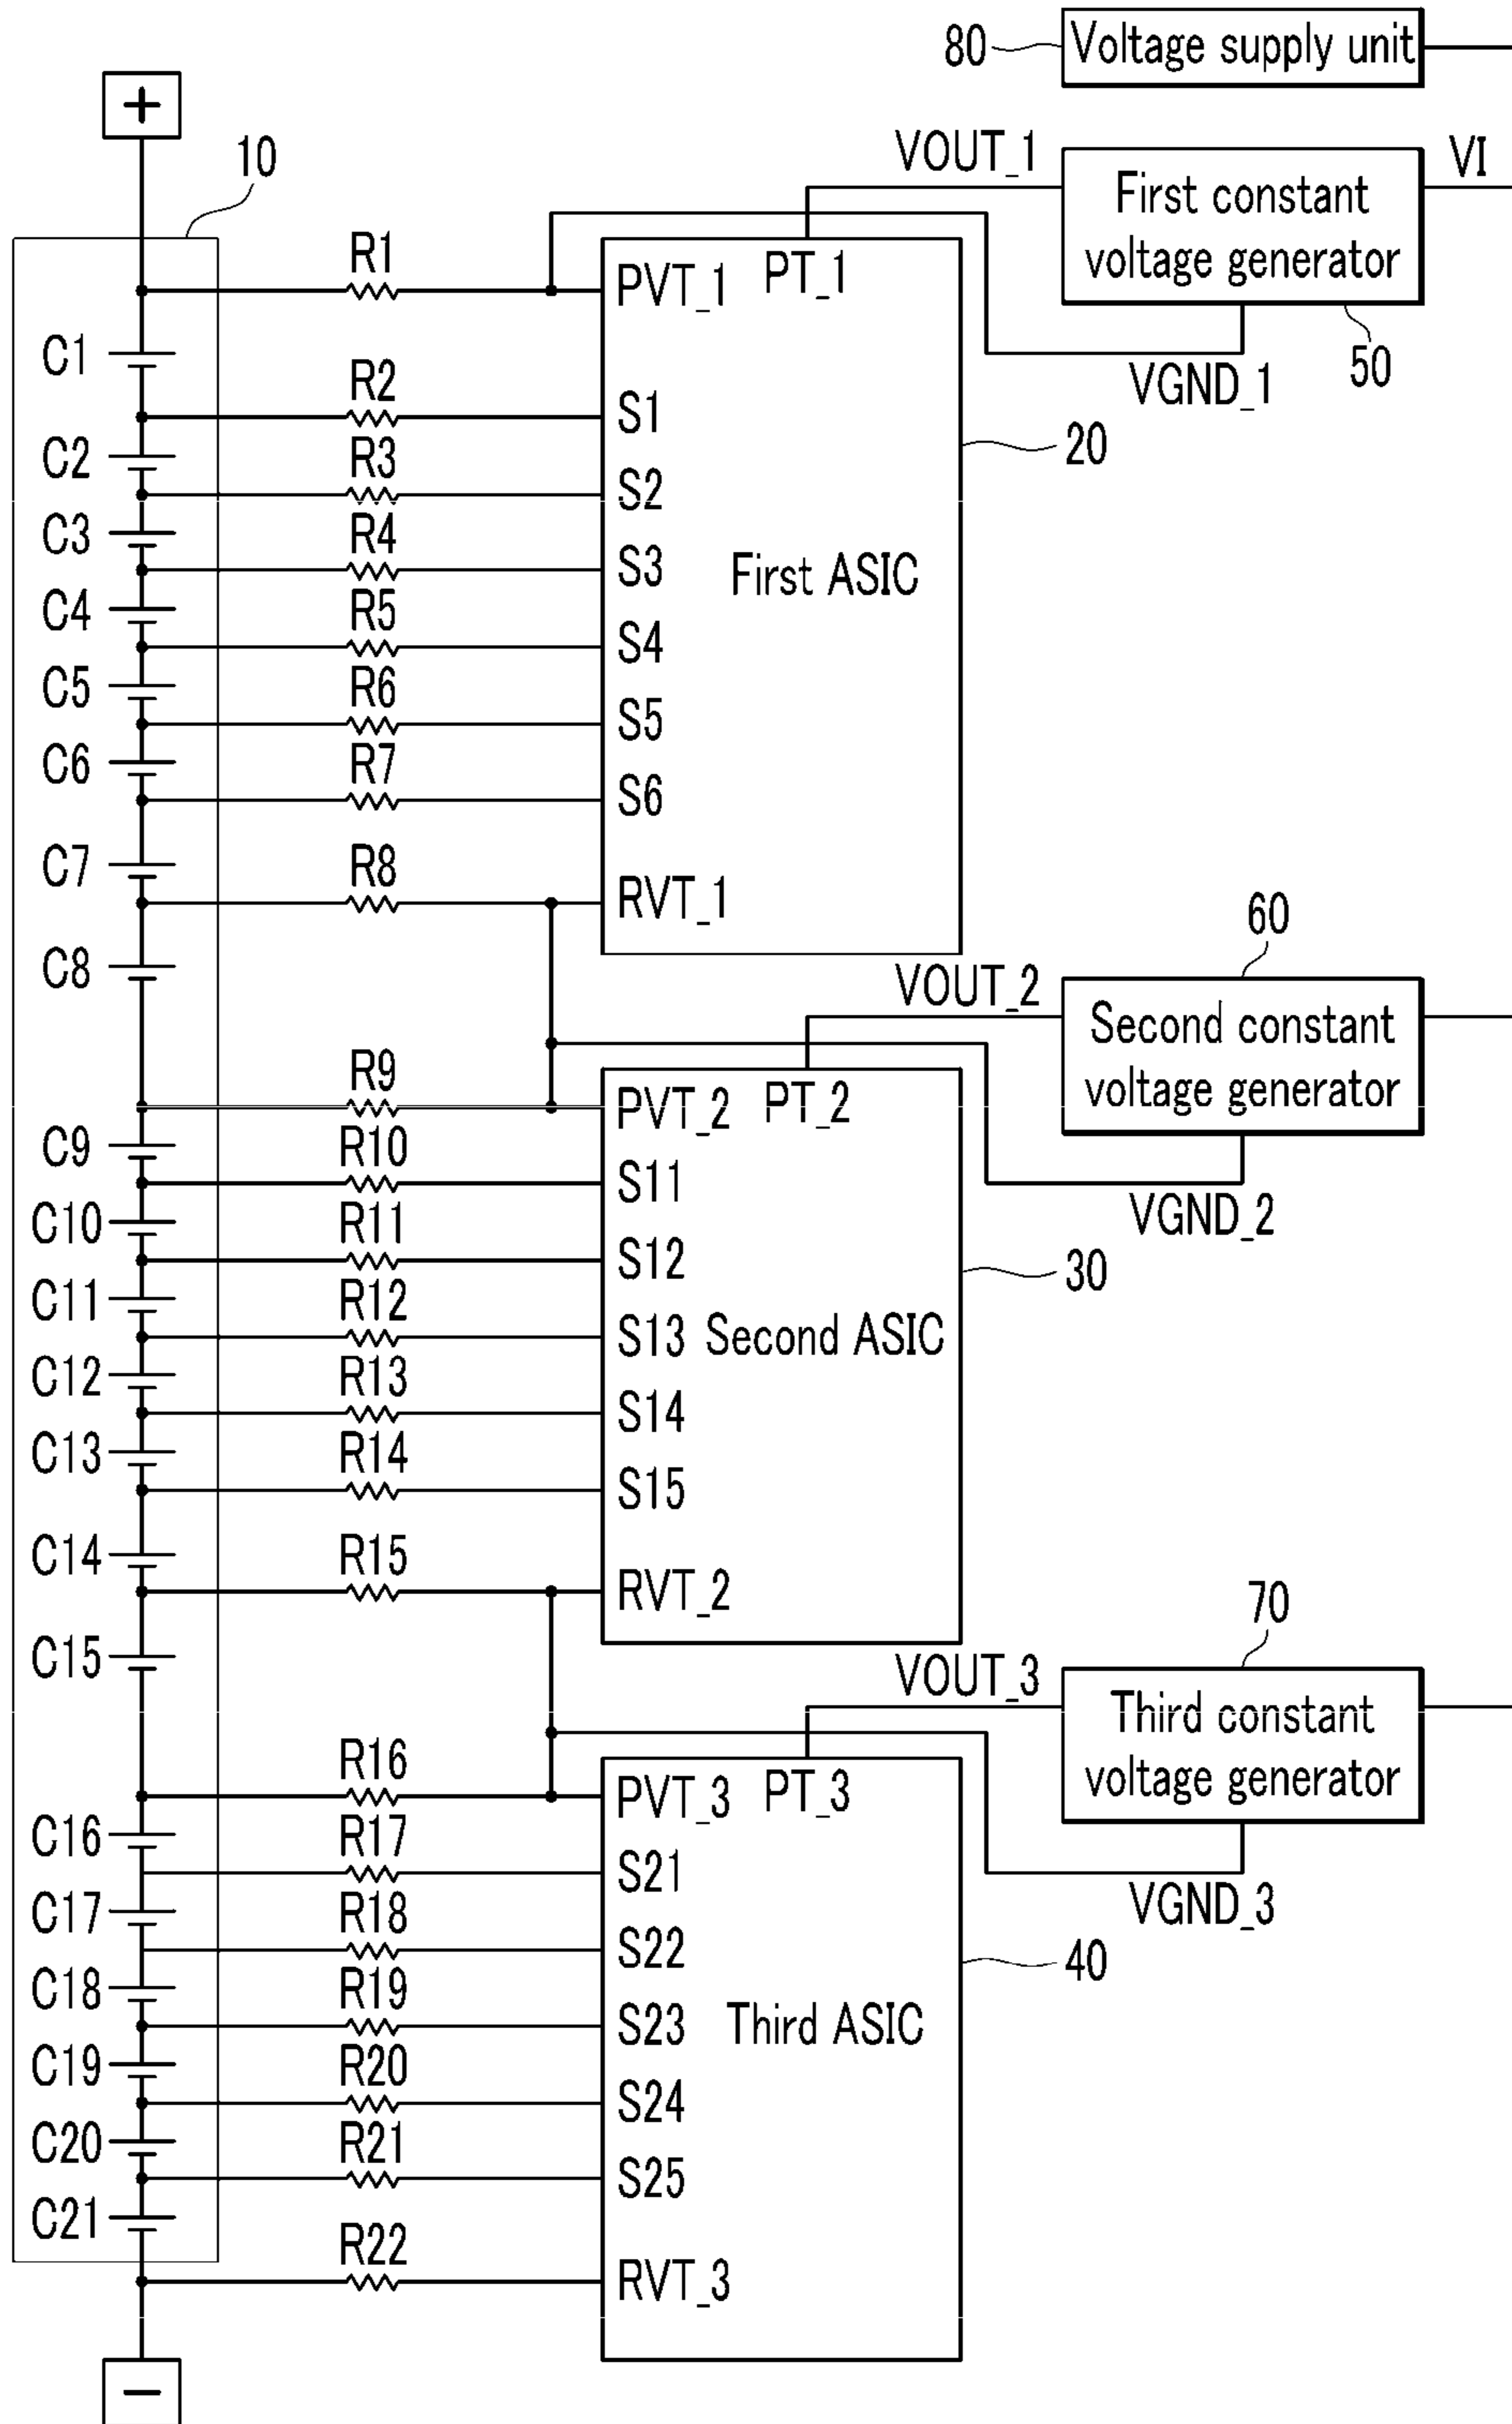 80
Voltage supply unit
+
10
VOUT_1
First constant
voltage generator
VI
50
VGND_1
R1
PVT_1
PT_1
C1
R2
S1
20
C2
R3
S2
C3
R4
S3
First ASIC
C4
R5
S4
C5
R6
S5
C6
R7
S6
C7
R8
RVT_1
C8
60
VOUT_2
Second constant
voltage generator
VGND_2
R9
PVT_2
PT_2
C9
R10
S11
C10
R11
S12
30
C11
R12
S13
Second ASIC
C12
R13
S14
C13
R14
S15
C14
R15
RVT_2
C15
70
VOUT_3
Third constant
voltage generator
VGND_3
R16
PVT_3
PT_3
C16
R17
S21
C17
R18
S22
40
C18
R19
S23
Third ASIC
C19
R20
S24
C20
R21
S25
C21
R22
RVT_3
−